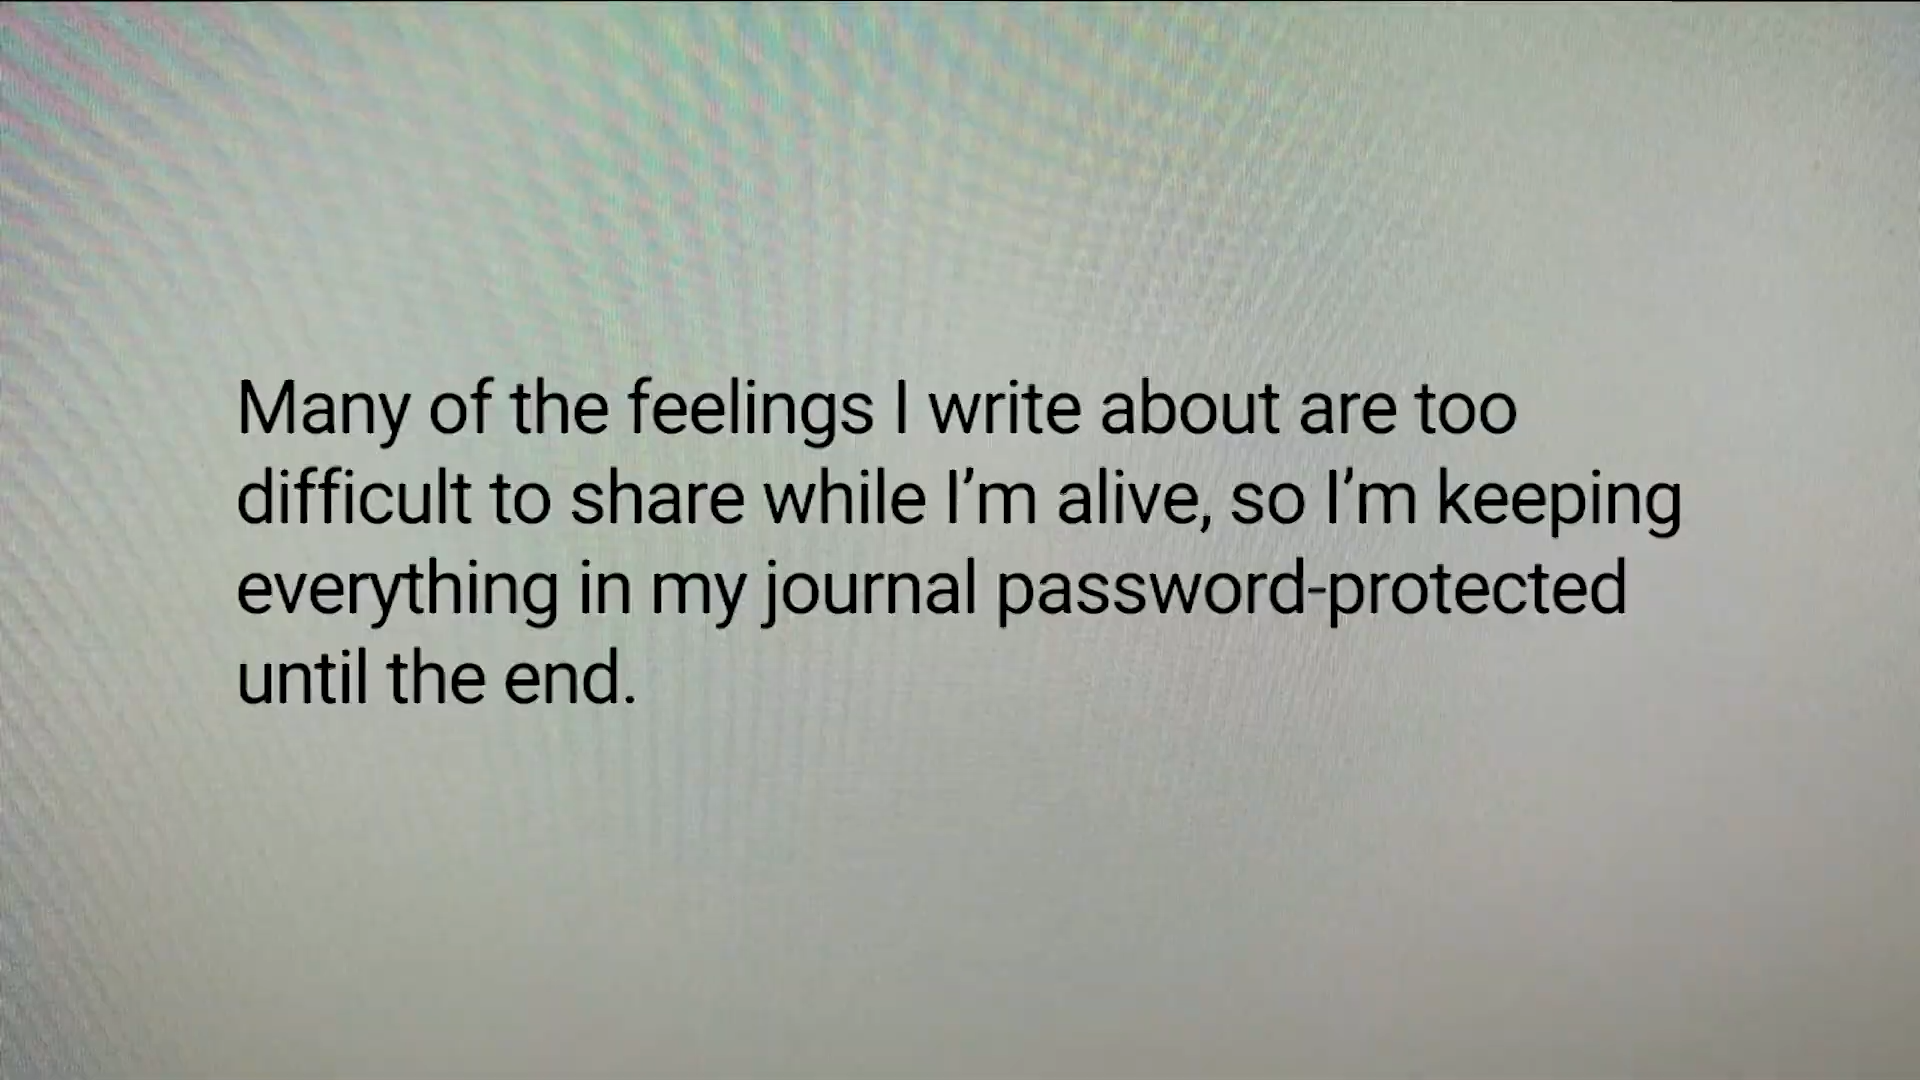 Many of the feelings I write about are too
difficult to share while I’m alive, so I’m keeping
everything in my journal password-protected
until the end.